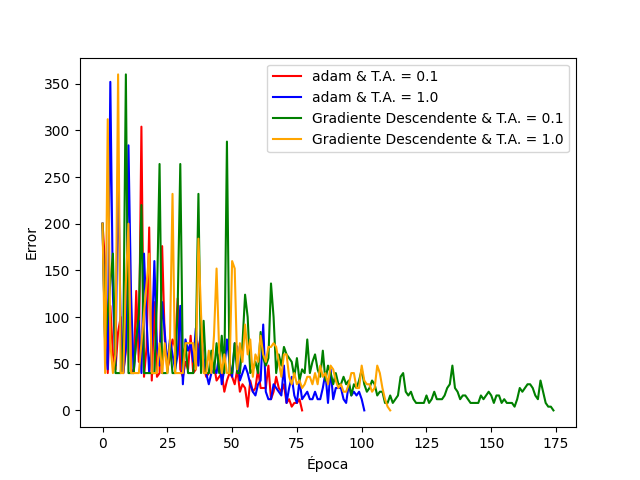 350
300
250
200
150
100
50
0
Error
0 25 50 75 100 125 150 175
Época
adam & T.A. = 0.1
adam & T.A. = 1.0
Gradiente Descendente & T.A. = 0.1
Gradiente Descendente & T.A. = 1.0